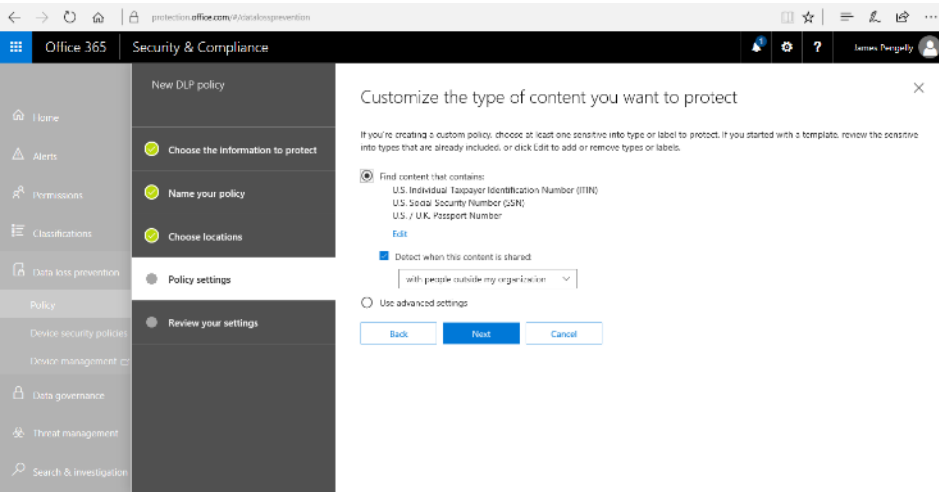 protection.office.com/#/datalossprevention
Office 365
Security & Compliance
1
?
James Pengelly
Home
Alerts
Permissions
Classifications
Data loss prevention
Policy
Device security policies
Device management
Data governance
Threat management
Search & investigation
New DLP policy
Choose the information to protect
Name your policy
Choose locations
Policy settings
Review your settings
Customize the type of content you want to protect
If you're creating a custom policy, choose at least one sensitive into type or label to protect. If you started with a template, review the sensitive
into types that are already included, or click Edit to add or remove types or labels.
Find content that contains:
U.S. Individual Taxpayer Identification Number (ITIN)
U.S. Social Security Number (SSN)
U.S. / U.K. Passport Number
Edit
Detect when this content is shared:
with people outside my organization
Use advanced settings
Back
Next
Cancel